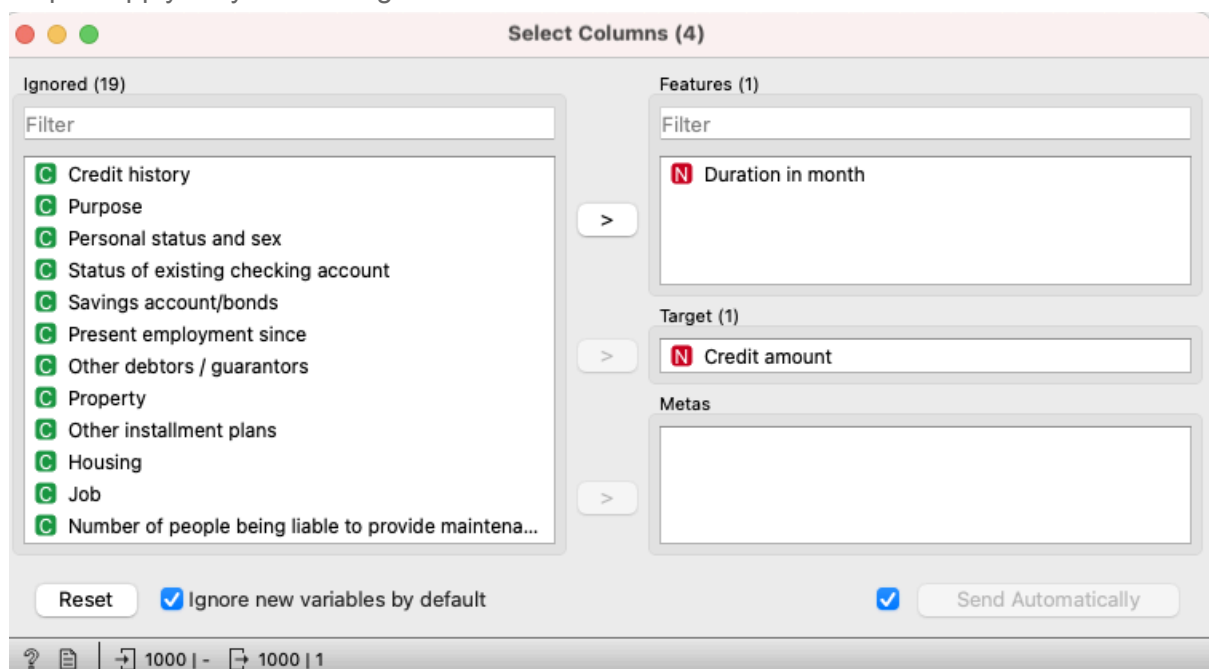 Select Columns (4)
Ignored (19)
Filter
C Credit history
C Purpose
C Personal status and sex
C Status of existing checking account
C Savings account/bonds
C Present employment since
C Other debtors / guarantors
C Property
C Other installment plans
C Housing
C Job
C Number of people being liable to provide maintena...
>
>
>
Features (1)
Filter
N Duration in month
Target (1)
N Credit amount
Metas
Reset
Ignore new variables by default
Send Automatically
? 1000 | - 1000 | 1